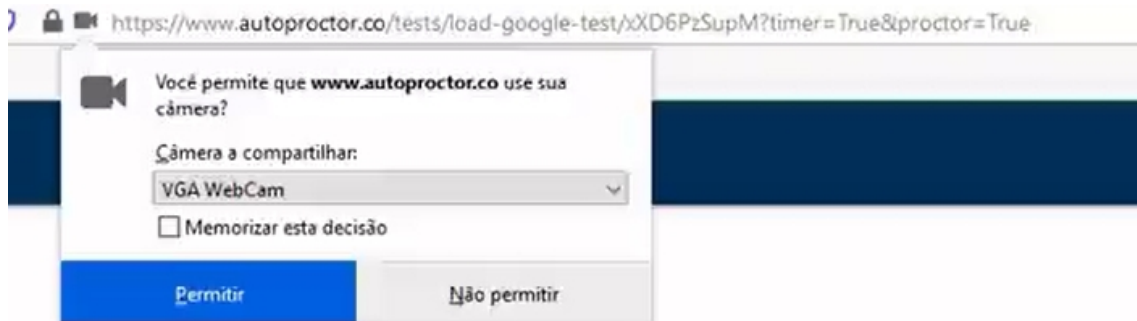 https://www.autoproctor.co/tests/load-google-test/xXD6PzSupM?timer=True&proctor=True
Você permite que www.autoproctor.co use sua
câmera?
Câmera a compartilhar:
VGA WebCam
Memorizar esta decisão
Permitir
Não permitir